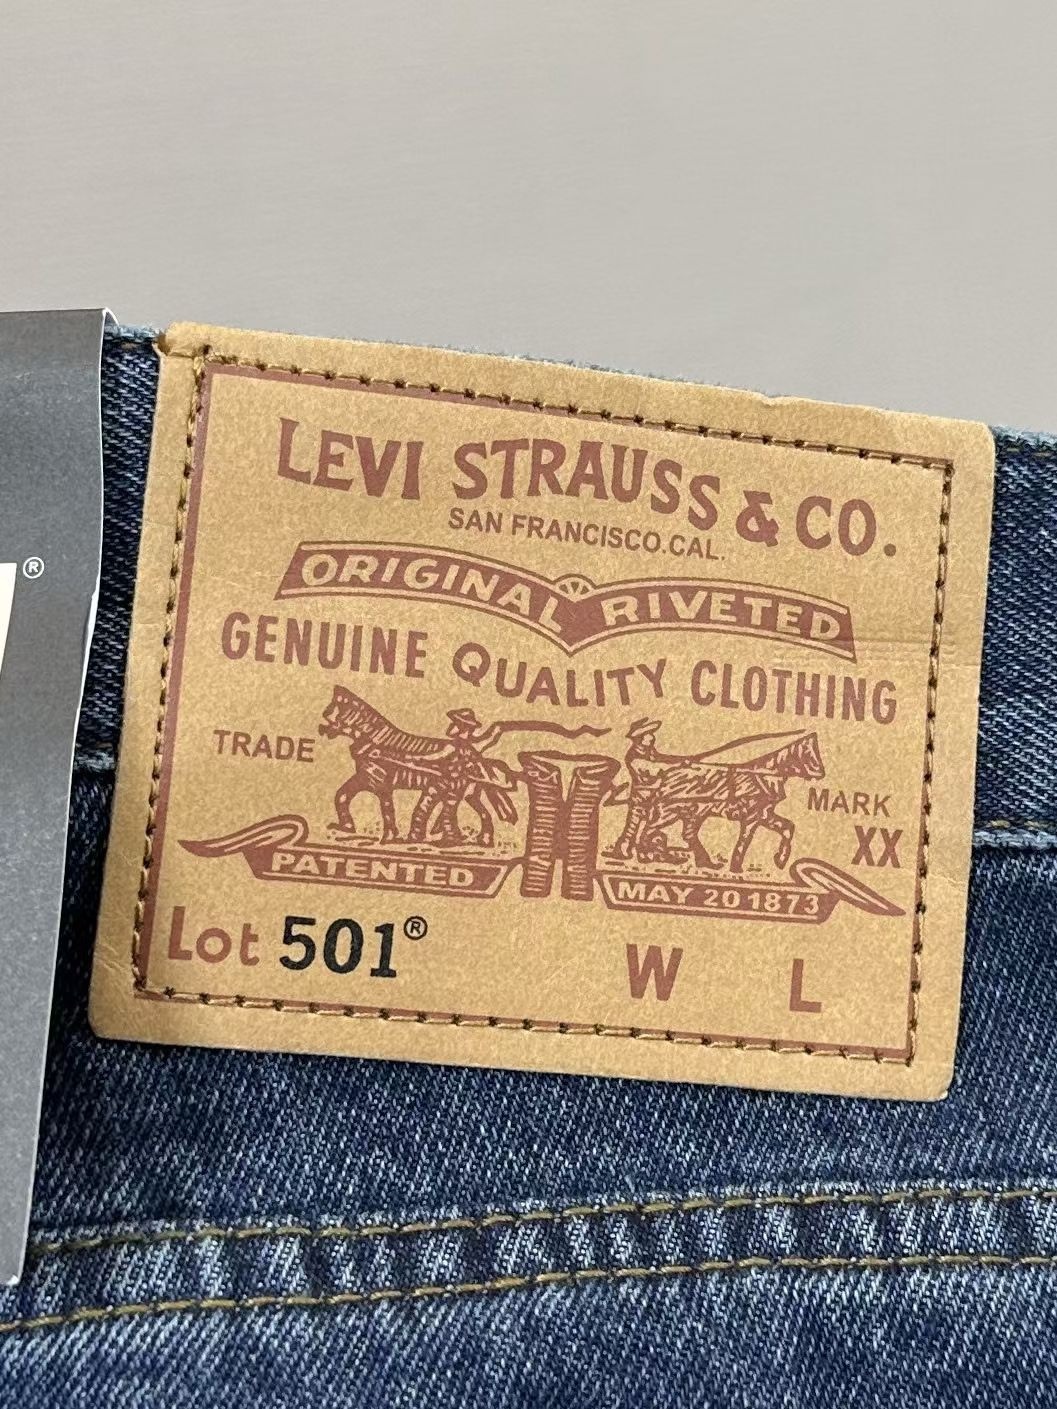 ®
LEVI STRAUSS & CO.
SAN FRANCISCO.CAL.
ORIGINAL RIVETED
GENUINE QUALITY CLOTHING
TRADE MARK
XX
PATENTED MAY 20 1873
Lot 501® W L